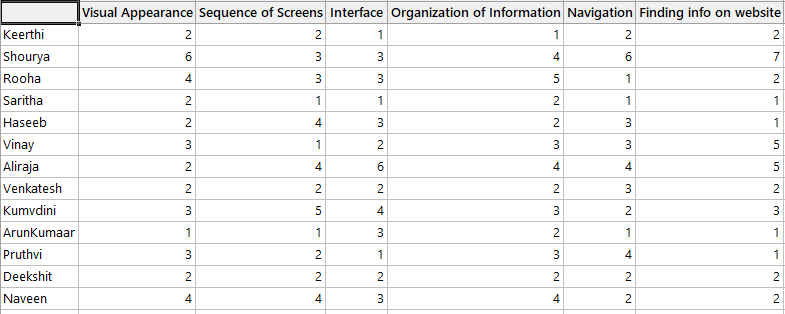 Visual Appearance Sequence of Screens Interface Organization of Information Navigation Finding info on website
Keerthi 2 2 1 1 2 2
Shourya 6 3 3 4 6 7
Rooha 4 3 3 5 1 2
Saritha 2 1 1 2 1 1
Haseeb 2 4 3 2 3 1
Vinay 3 1 2 3 3 5
Aliraja 2 4 6 4 4 5
Venkatesh 2 2 2 2 3 2
Kumvdini 3 5 4 3 2 3
ArunKumaar 1 1 3 2 1 1
Pruthvi 3 2 1 3 4 1
Deekshit 2 2 2 2 2 2
Naveen 4 4 3 4 2 2